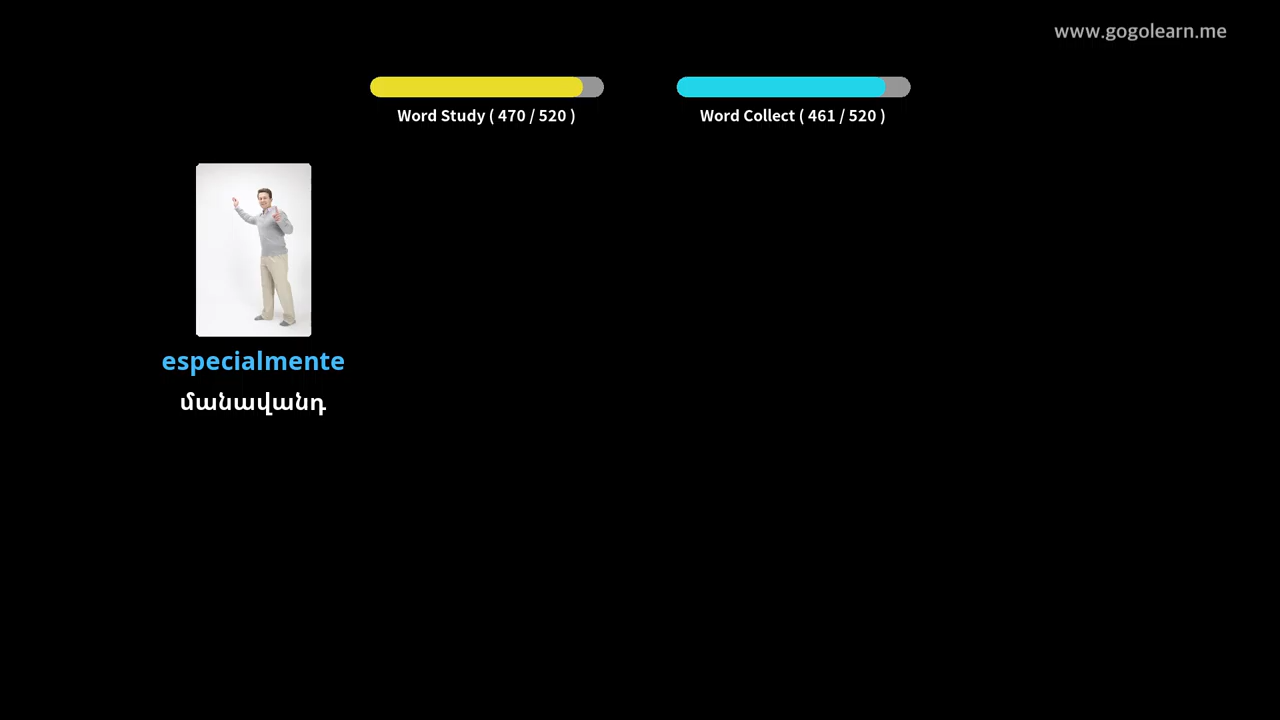 www.gogolearn.me
Word Study ( 470 / 520 )
Word Collect ( 461 / 520 )
especialmente
մանավանդ